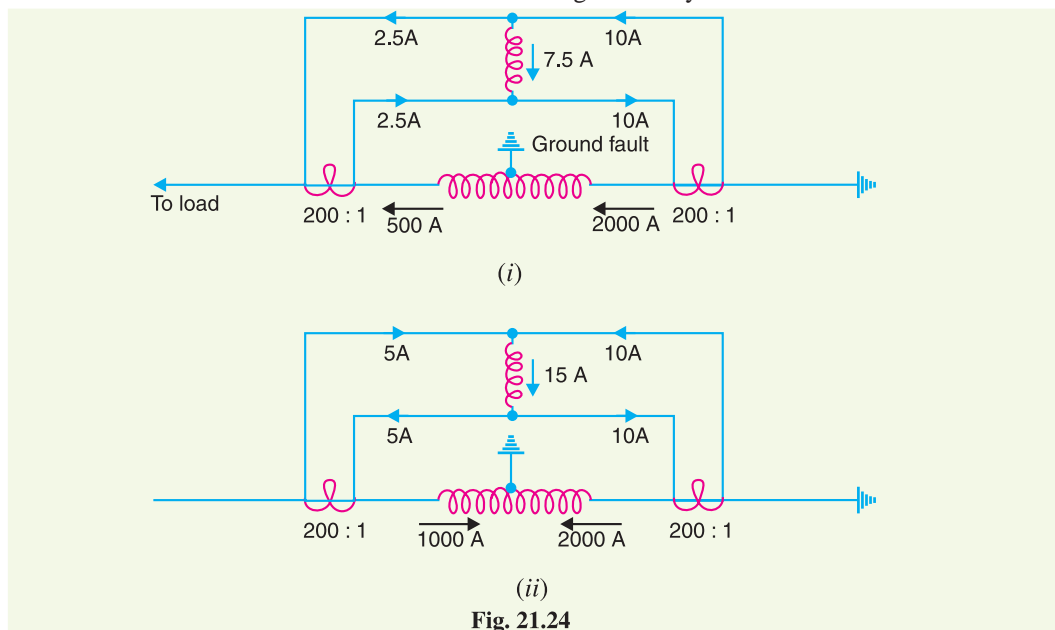 2.5A 10A
7.5 A
2.5A 10A
Ground fault
To load
200 : 1 500 A 2000 A 200 : 1
(i)
5A 10A
15 A
5A 10A
200 : 1 1000 A 2000 A 200 : 1
(ii)
Fig. 21.24